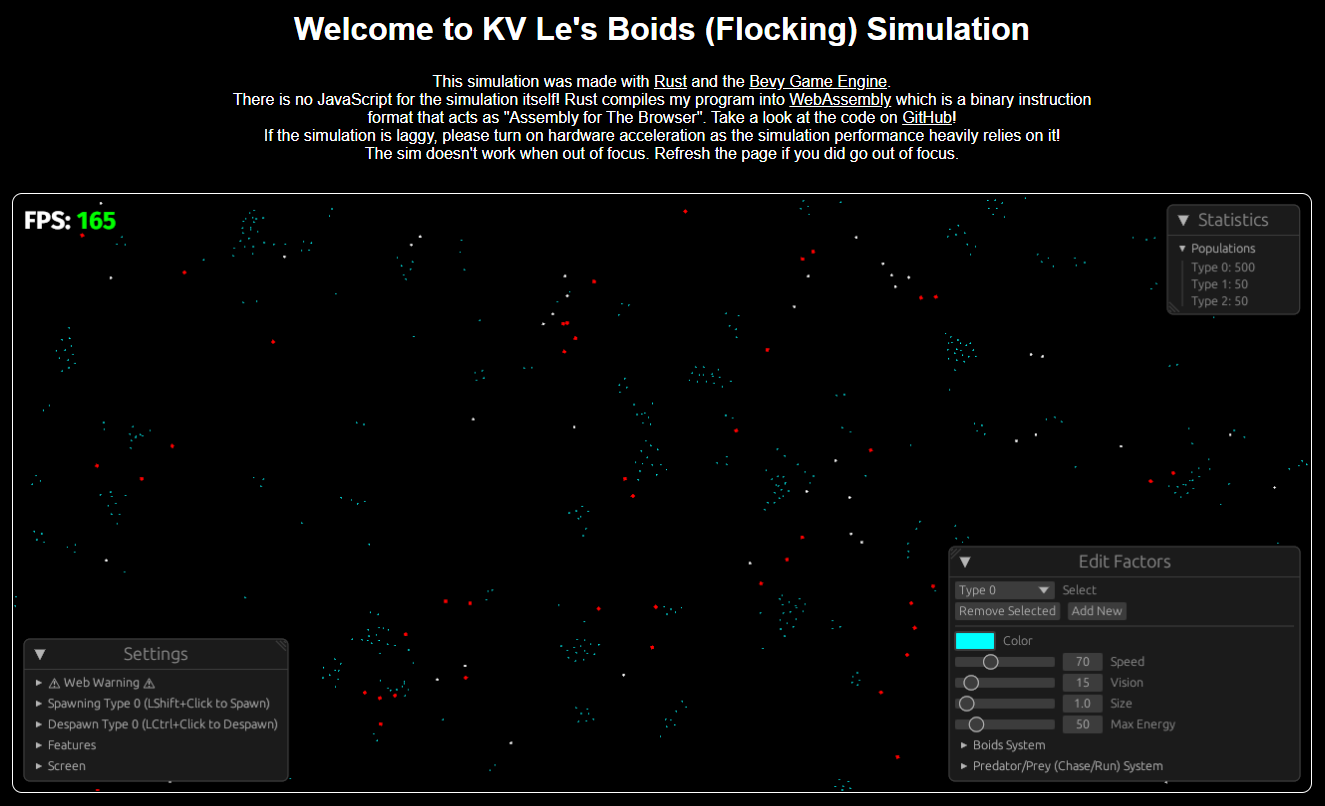 Welcome to KV Le's Boids (Flocking) Simulation
This simulation was made with Rust and the Bevy Game Engine.
There is no JavaScript for the simulation itself! Rust compiles my program into WebAssembly which is a binary instruction
format that acts as "Assembly for The Browser". Take a look at the code on GitHub!
If the simulation is laggy, please turn on hardware acceleration as the simulation performance heavily relies on it!
The sim doesn't work when out of focus. Refresh the page if you did go out of focus.
FPS: 165
Statistics
Populations
Type 0: 500
Type 1: 50
Type 2: 50
Settings
⚠ Web Warning ⚠
Spawning Type 0 (LShift+Click to Spawn)
Despawn Type 0 (LCtrl+Click to Despawn)
Features
Screen
Edit Factors
Type 0 Select
Remove Selected Add New
Color
70 Speed
15 Vision
1.0 Size
50 Max Energy
Boids System
Predator/Prey (Chase/Run) System